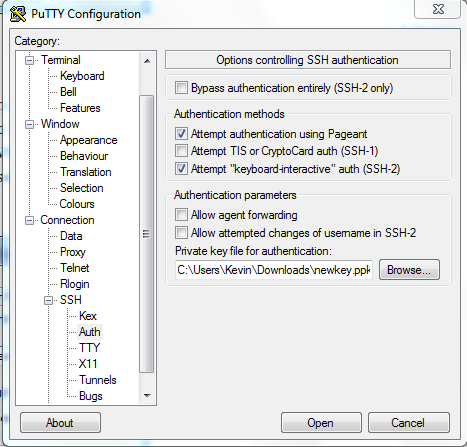 PuTTY Configuration
Category:
Terminal
Keyboard
Bell
Features
Window
Appearance
Behaviour
Translation
Selection
Colours
Connection
Data
Proxy
Telnet
Rlogin
SSH
Kex
Auth
TTY
X11
Tunnels
Bugs
Options controlling SSH authentication
Bypass authentication entirely (SSH-2 only)
Authentication methods
Attempt authentication using Pageant
Attempt TIS or CryptoCard auth (SSH-1)
Attempt "keyboard-interactive" auth (SSH-2)
Authentication parameters
Allow agent forwarding
Allow attempted changes of username in SSH-2
Private key file for authentication:
C:\Users\Kevin\Downloads\newkey.ppk
Browse...
About
Open
Cancel